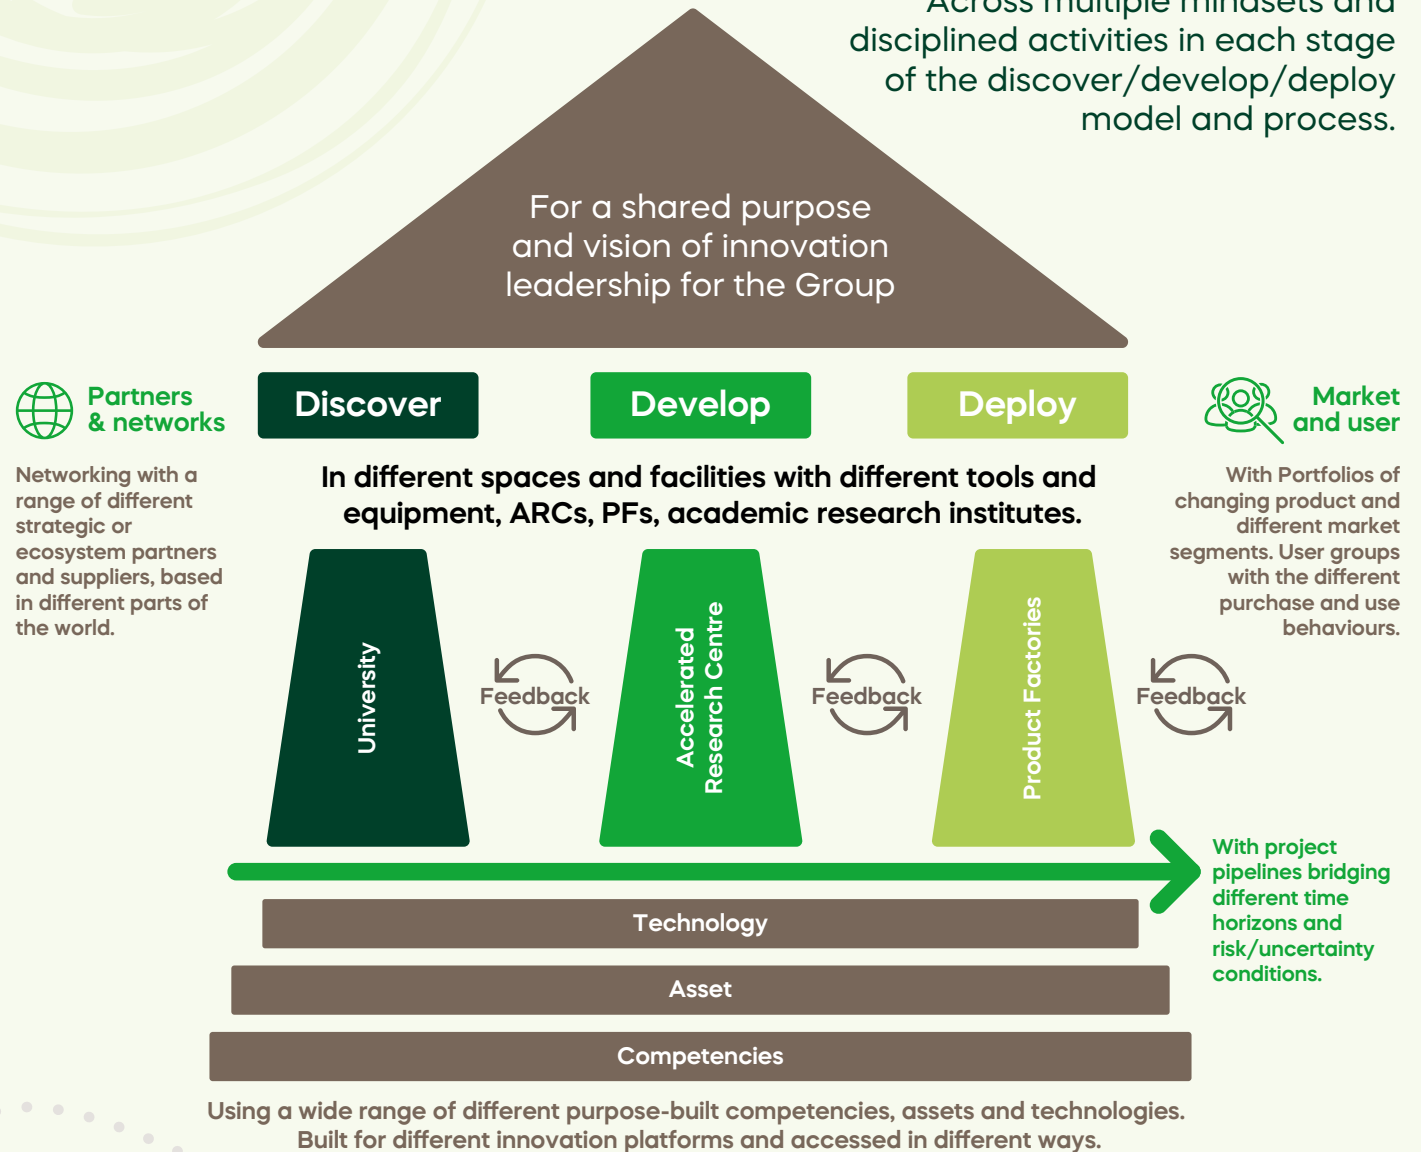 Across multiple mindsets and
disciplined activities in each stage
of the discover/develop/deploy
model and process.
For a shared purpose
and vision of innovation
leadership for the Group
Partners
& networks
Discover
Develop
Deploy
Market
and user
Networking with a
range of different
strategic or
ecosystem partners
and suppliers, based
in different parts of
the world.
In different spaces and facilities with different tools and
equipment, ARCs, PFs, academic research institutes.
With Portfolios of
changing product and
different market
segments. User groups
with the different
purchase and use
behaviours.
University
Feedback
Accelerated
Research Centre
Feedback
Product Factories
Feedback
With project
pipelines bridging
different time
horizons and
risk/uncertainty
conditions.
Technology
Asset
Competencies
Using a wide range of different purpose-built competencies, assets and technologies.
Built for different innovation platforms and accessed in different ways.